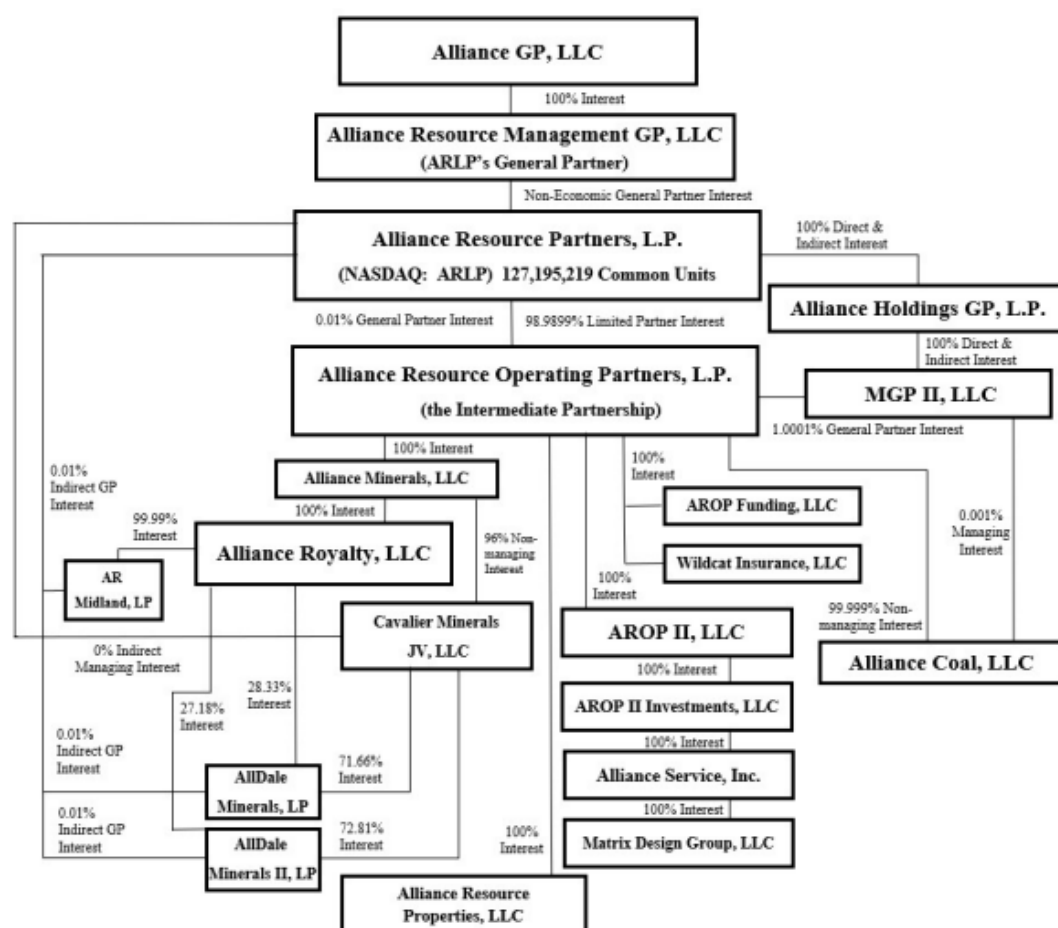 Alliance GP, LLC
100% Interest
Alliance Resource Management GP, LLC
(ARLP's General Partner)
Non-Economic General Partner Interest
Alliance Resource Partners, L.P.
(NASDAQ: ARLP) 127,195,219 Common Units
100% Direct &
Indirect Interest
0.01% General Partner Interest
98.9899% Limited Partner Interest
Alliance Holdings GP, L.P.
100% Direct &
Indirect Interest
Alliance Resource Operating Partners, L.P.
(the Intermediate Partnership)
MGP II, LLC
1.0001% General Partner Interest
100% Interest
Alliance Minerals, LLC
100% Interest
0.01%
Indirect GP
Interest
99.99%
Interest
Alliance Royalty, LLC
96% Non-
managing
Interest
100%
Interest
AROP Funding, LLC
Wildcat Insurance, LLC
0.001%
Managing
Interest
AR
Midland, LP
100%
Interest
99.999% Non-
managing Interest
Cavalier Minerals
JV, LLC
AROP II, LLC
Alliance Coal, LLC
0% Indirect
Managing Interest
100% Interest
28.33%
Interest
27.18%
Interest
AROP II Investments, LLC
100% Interest
0.01%
Indirect GP
Interest
71.66%
Interest
AllDale
Minerals, LP
Alliance Service, Inc.
100% Interest
0.01%
Indirect GP
Interest
72.81%
Interest
AllDale
Minerals II, LP
100%
Interest
Matrix Design Group, LLC
Alliance Resource
Properties, LLC